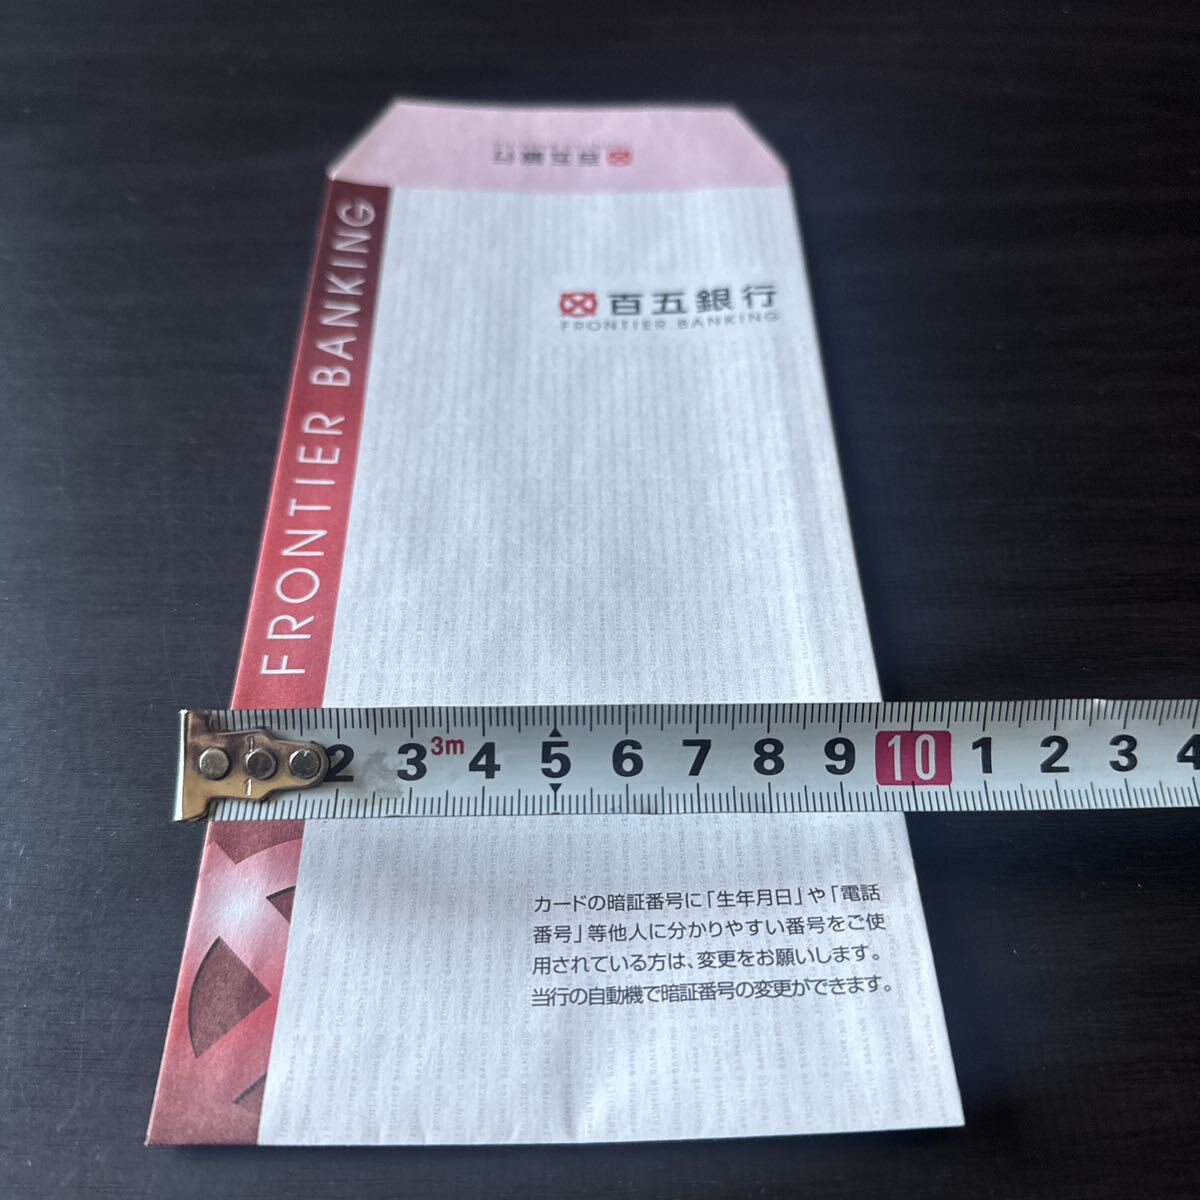 百五銀行
FRONTIER BANKING
百五銀行
FRONTIER BANKING
2 3 3m 4 5 6 7 8 9 10 1 2 3 4
カードの暗証番号に「生年月日」や「電話
番号」等他人に分かりやすい番号をご使
用されている方は、変更をお願いします。
当行の自動機で暗証番号の変更ができます。